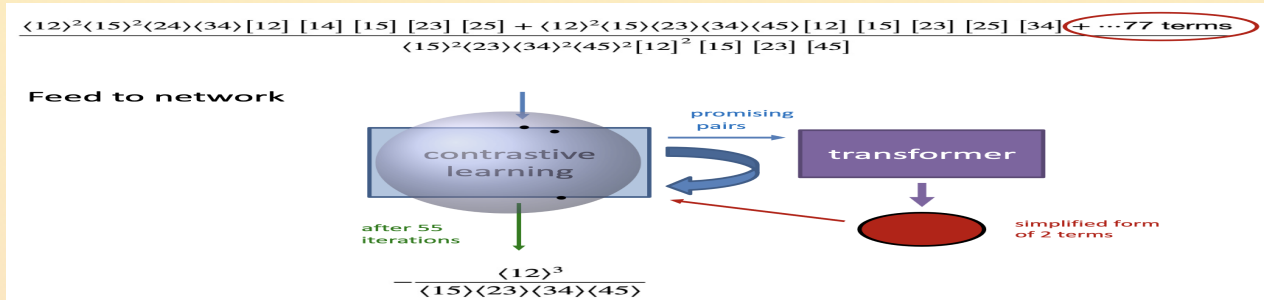 ⟨12⟩²⟨15⟩²⟨24⟩⟨34⟩[12] [14] [15] [23] [25] + ⟨12⟩²⟨15⟩⟨23⟩⟨34⟩⟨45⟩[12] [15] [23] [25] [34] + ···77 terms
⟨15⟩²⟨23⟩⟨34⟩²⟨45⟩²[12]² [15] [23] [45]
Feed to network
promising
pairs
contrastive
learning
transformer
after 55
iterations
simplified form
of 2 terms
− ⟨12⟩³
⟨15⟩⟨23⟩⟨34⟩⟨45⟩